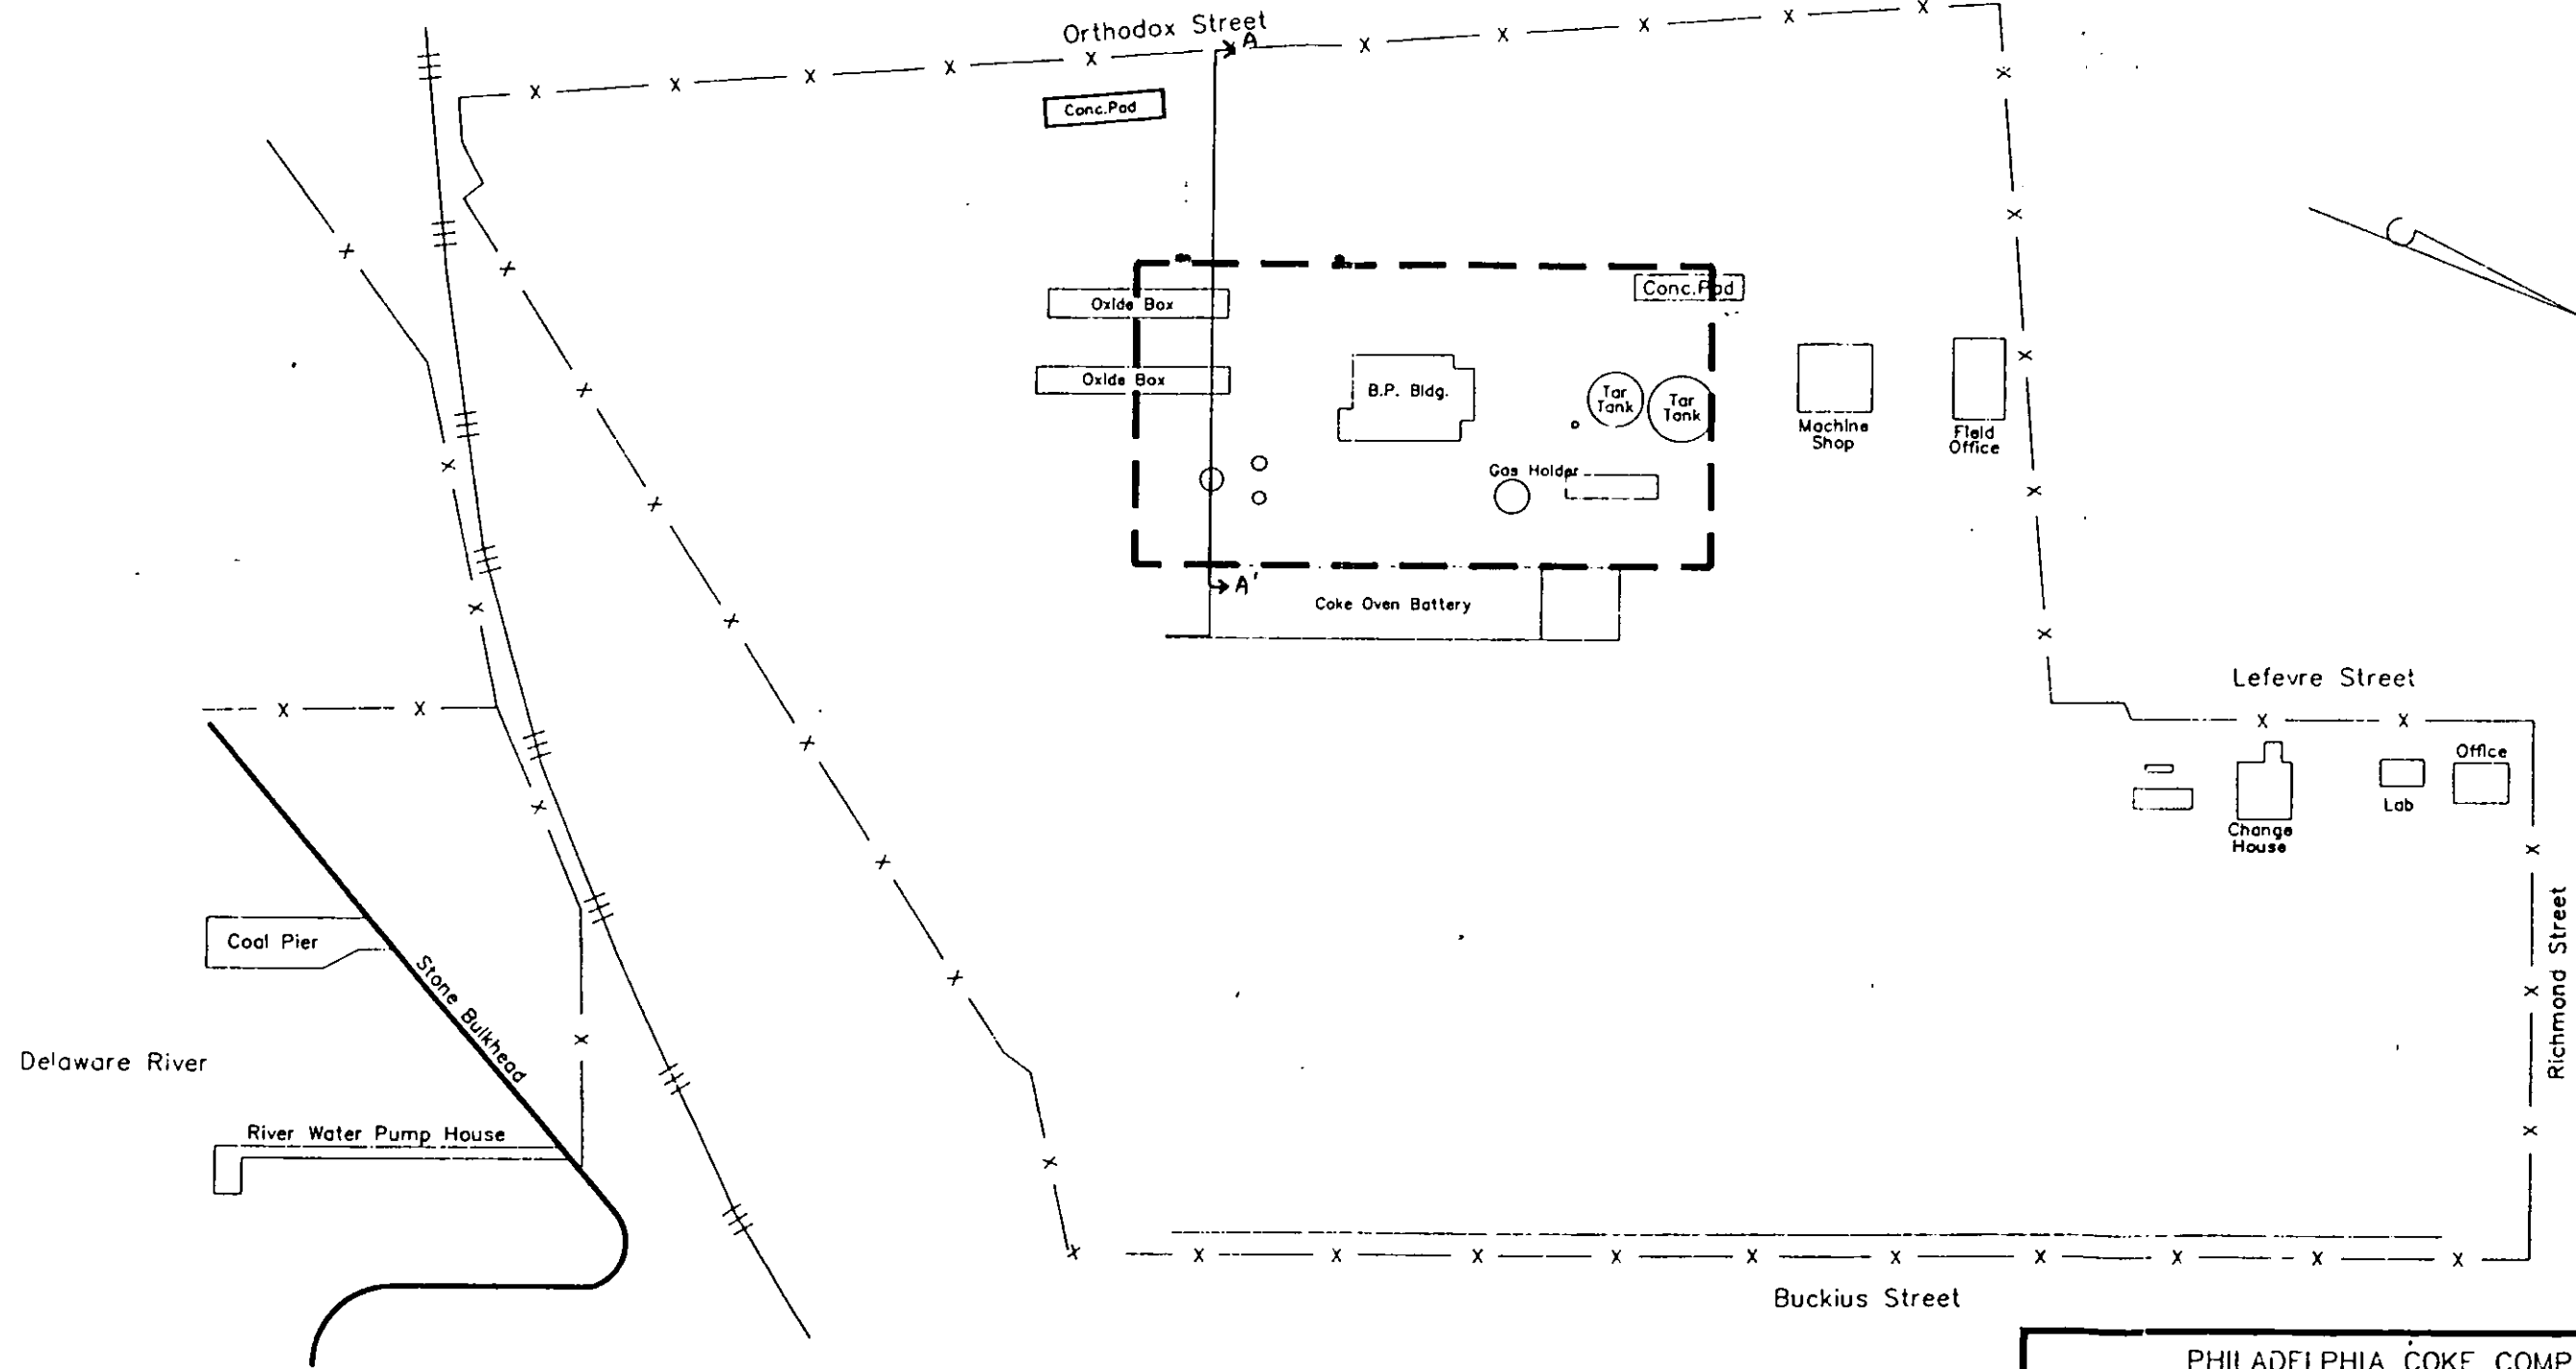 Orthodox Street
A
Conc.Pad
Oxide Box
Conc.Pad
Oxide Box
B.P. Bldg.
Tar
Tank
Tar
Tank
Machine
Shop
Field
Office
Gas Holder
A'
Coke Oven Battery
Lefevre Street
Office
Lab
Change
House
Richmond Street
Coal Pier
Stone Bulkhead
Delaware River
River Water Pump House
Buckius Street
PHILADELPHIA COKE COMP